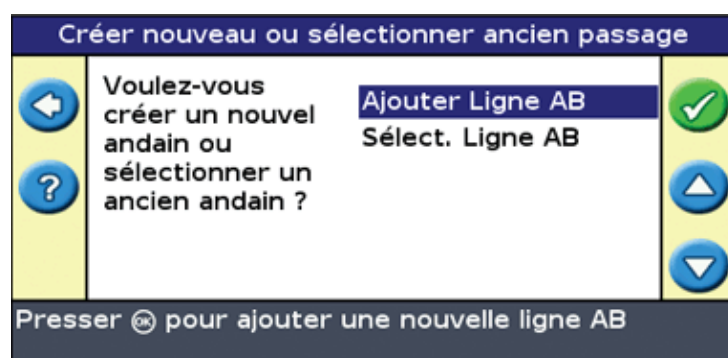 Créer nouveau ou sélectionner ancien passage
Voulez-vous
créer un nouvel
andain ou
sélectionner un
ancien andain ?
Ajouter Ligne AB
Sélect. Ligne AB
?
Presser OK pour ajouter une nouvelle ligne AB